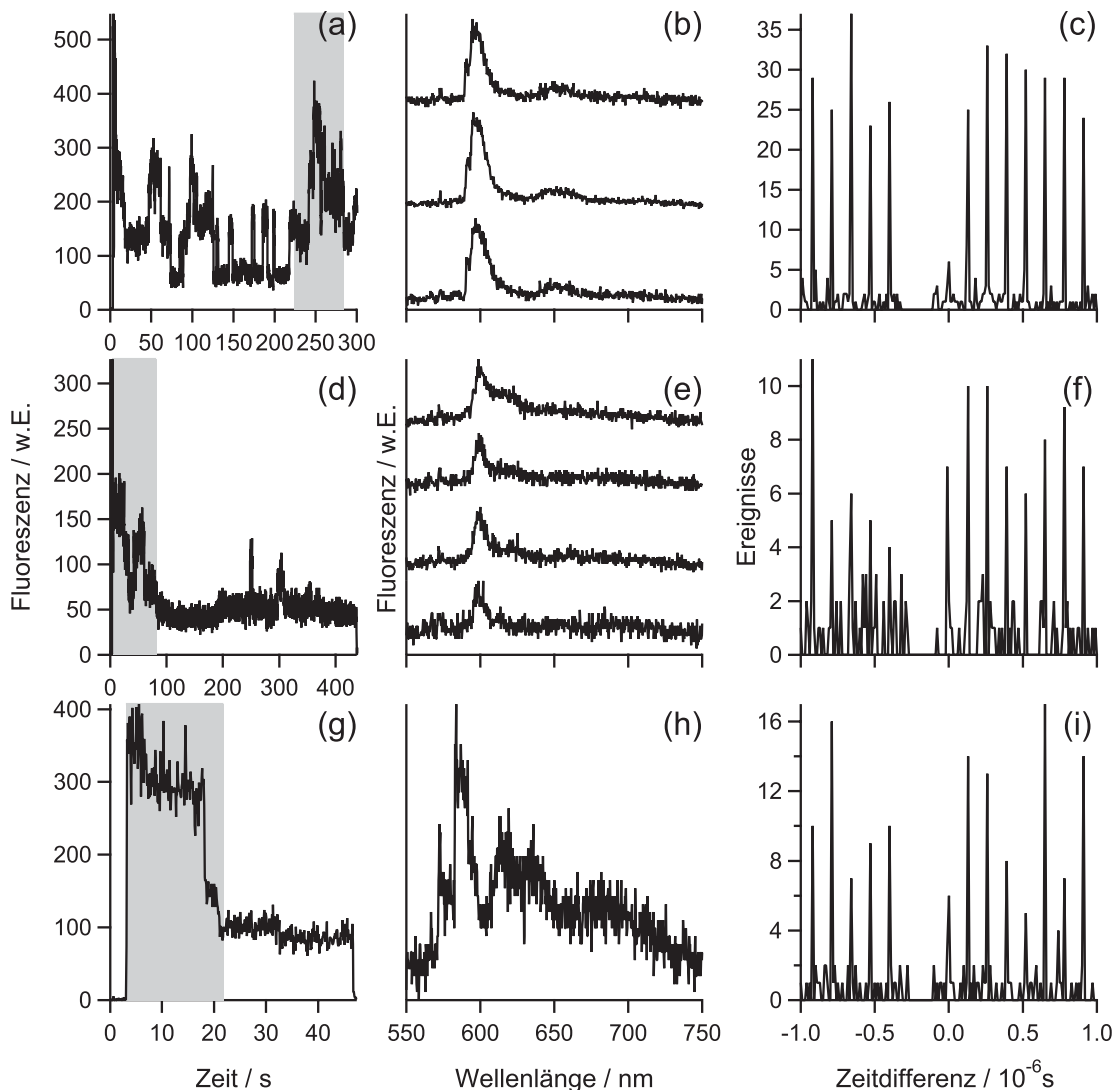 (a)
(b)
(c)
550
500
400
300
200
100
0
0 50 100 150 200 250 300
35
30
25
20
15
10
5
0
(d)
(e)
(f)
300
250
200
150
100
50
0
0 100 200 300 400
Fluoreszenz / w.E.
Fluoreszenz / w.E.
Ereignisse
10
8
6
4
2
0
(g)
(h)
(i)
400
300
200
100
0
0 10 20 30 40
550 600 650 700 750
16
12
8
4
0
-1.0 -0.5 0.0 0.5 1.0
Zeit / s
Wellenlänge / nm
Zeitdifferenz / 10⁻⁶s